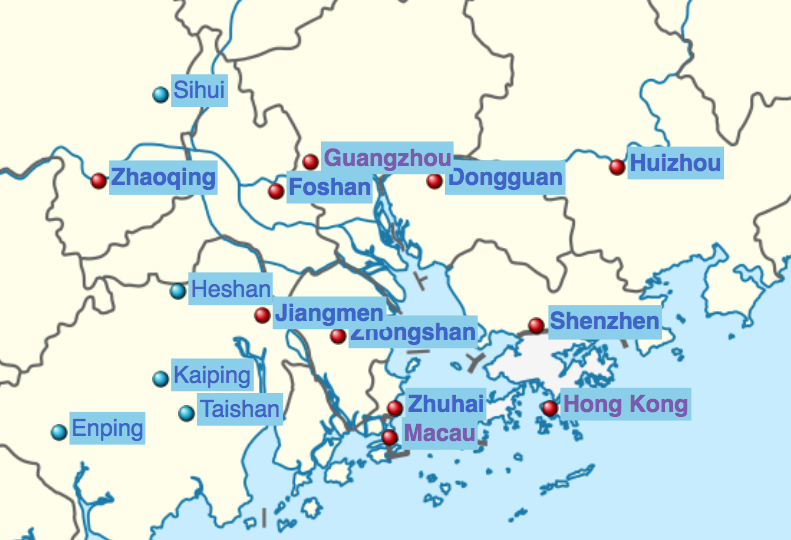 Sihui
Guangzhou
Zhaoqing
Foshan
Dongguan
Huizhou
Heshan
Jiangmen
Zhongshan
Shenzhen
Kaiping
Taishan
Zhuhai
Hong Kong
Enping
Macau